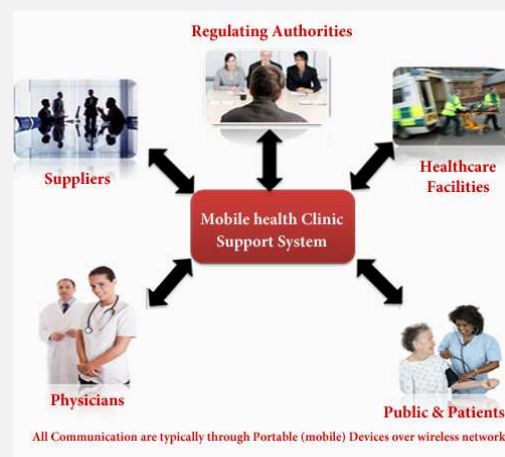 Regulating Authorities
Suppliers
Healthcare
Facilities
Mobile health Clinic
Support System
Physicians
Public & Patients
All Communication are typically through Portable (mobile) Devices over wireless network